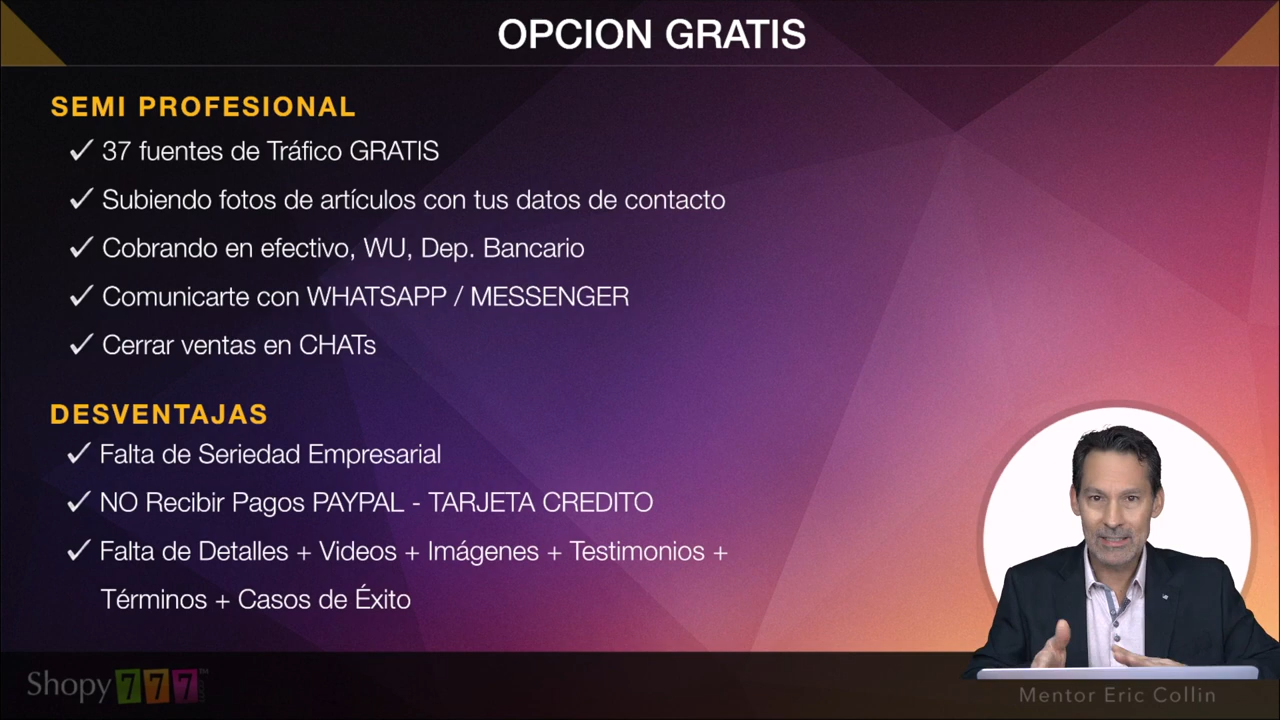 OPCION GRATIS
SEMI PROFESIONAL
✓ 37 fuentes de Tráfico GRATIS
✓ Subiendo fotos de artículos con tus datos de contacto
✓ Cobrando en efectivo, WU, Dep. Bancario
✓ Comunicarte con WHATSAPP / MESSENGER
✓ Cerrar ventas en CHATs
DESVENTAJAS
✓ Falta de Seriedad Empresarial
✓ NO Recibir Pagos PAYPAL - TARJETA CREDITO
✓ Falta de Detalles + Videos + Imágenes + Testimonios +
Términos + Casos de Éxito
Shopy 777
Mentor Eric Collin